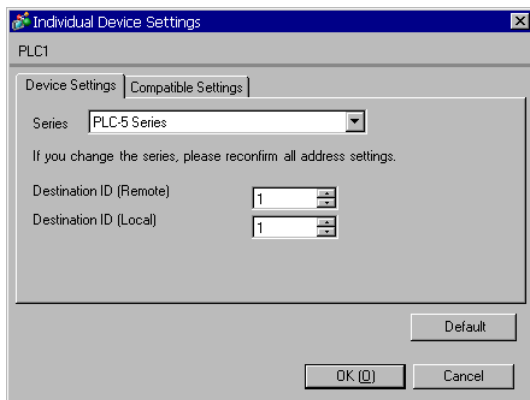 Individual Device Settings
PLC1
Device Settings Compatible Settings
Series PLC-5 Series
If you change the series, please reconfirm all address settings.
Destination ID (Remote) 1
Destination ID (Local) 1
Default
OK (O) Cancel